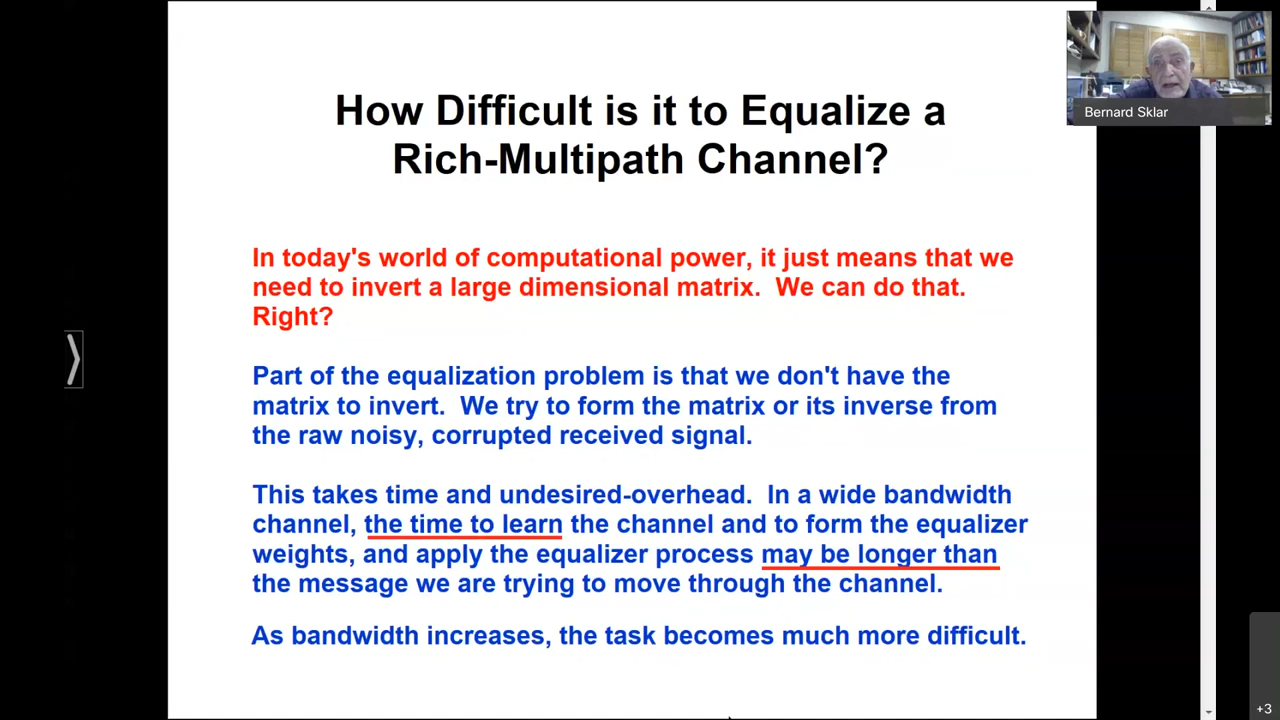 How Difficult is it to Equalize a
Rich-Multipath Channel?
Bernard Sklar
In today's world of computational power, it just means that we
need to invert a large dimensional matrix.  We can do that.
Right?
Part of the equalization problem is that we don't have the
matrix to invert.  We try to form the matrix or its inverse from
the raw noisy, corrupted received signal.
This takes time and undesired-overhead.  In a wide bandwidth
channel, the time to learn the channel and to form the equalizer
weights, and apply the equalizer process may be longer than
the message we are trying to move through the channel.
As bandwidth increases, the task becomes much more difficult.
+3